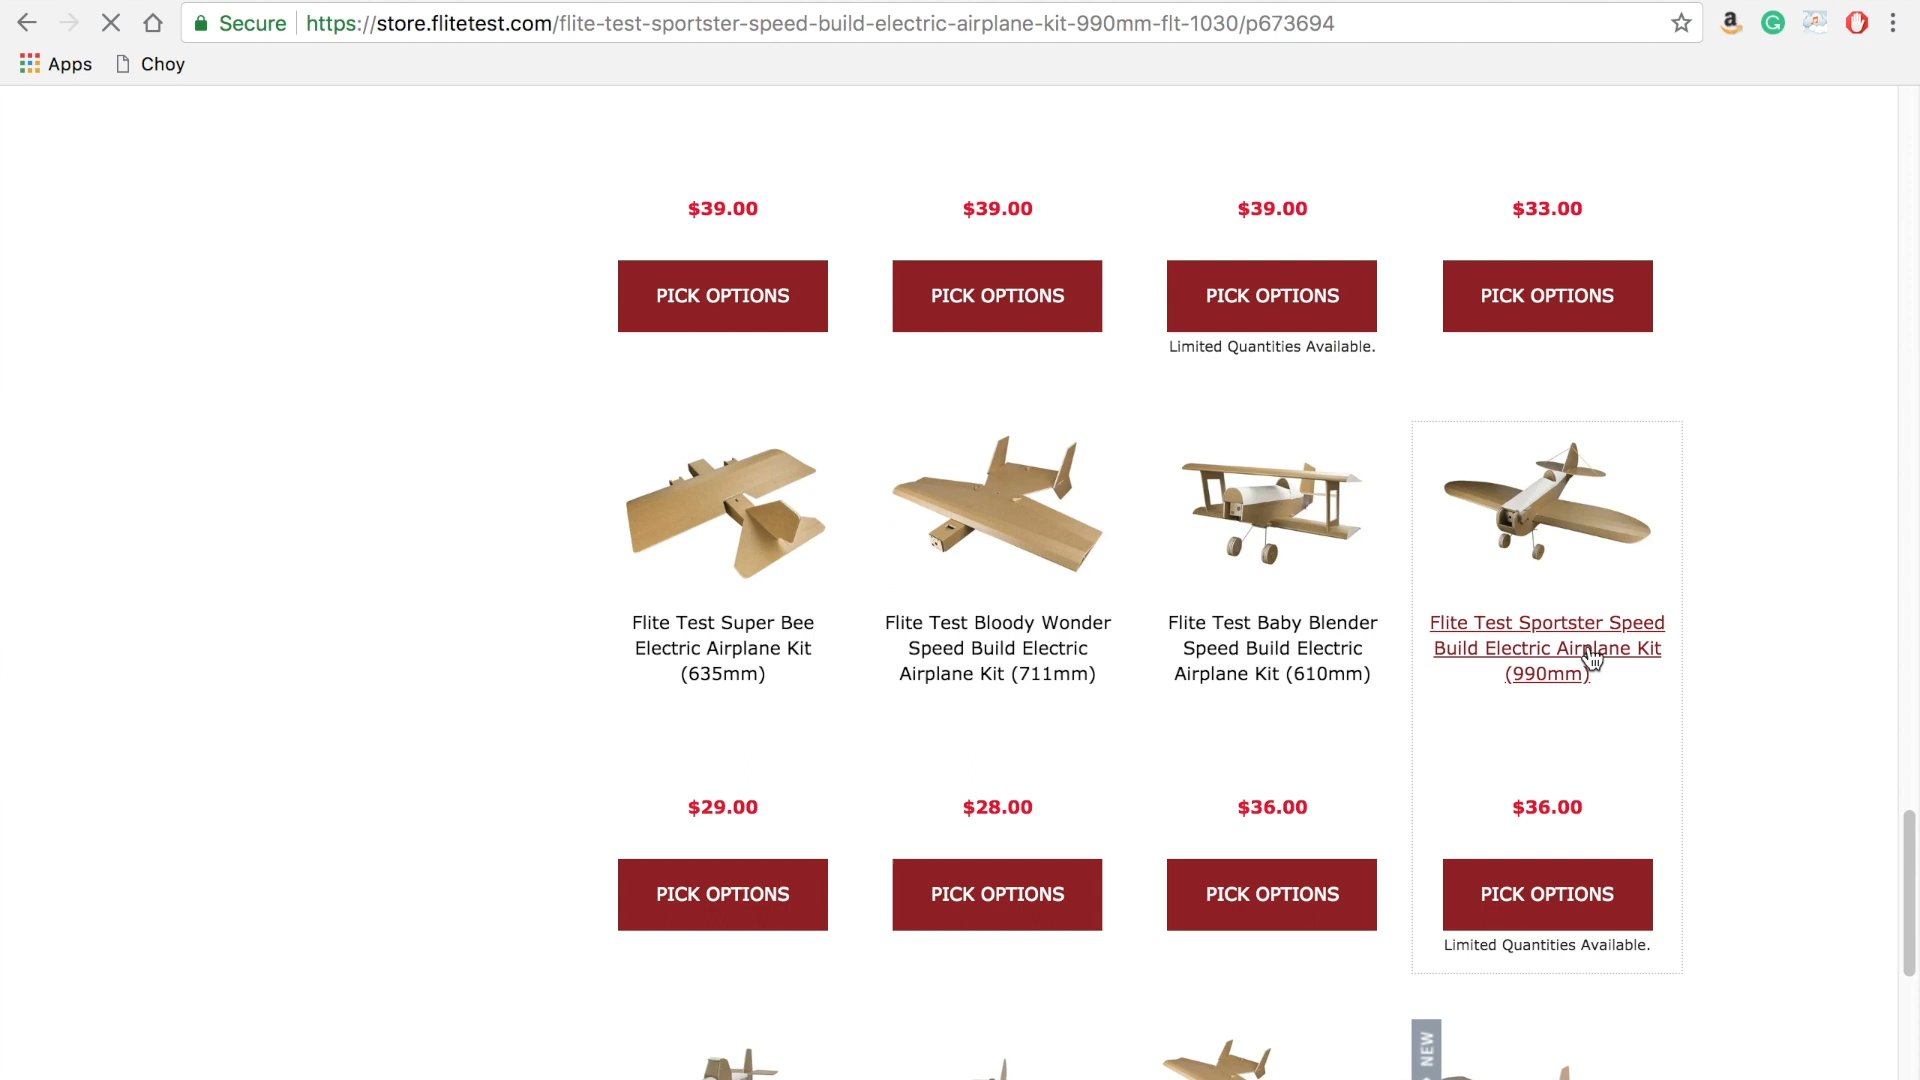 Secure https://store.flitetest.com/flite-test-sportster-speed-build-electric-airplane-kit-990mm-flt-1030/p673694
Apps Choy
$39.00 $39.00 $39.00 $33.00
PICK OPTIONS PICK OPTIONS PICK OPTIONS PICK OPTIONS
Limited Quantities Available.
Flite Test Super Bee
Electric Airplane Kit
(635mm)
Flite Test Bloody Wonder
Speed Build Electric
Airplane Kit (711mm)
Flite Test Baby Blender
Speed Build Electric
Airplane Kit (610mm)
Flite Test Sportster Speed
Build Electric Airplane Kit
(990mm)
$29.00 $28.00 $36.00 $36.00
PICK OPTIONS PICK OPTIONS PICK OPTIONS PICK OPTIONS
Limited Quantities Available.
NEW